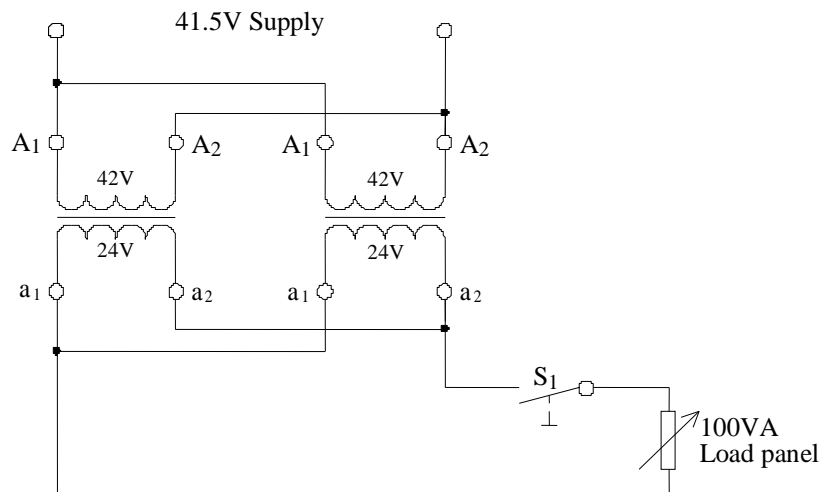 41.5V Supply
A1 A2 A1 A2
42V 42V
24V 24V
a1 a2 a1 a2
S1
100VA
Load panel